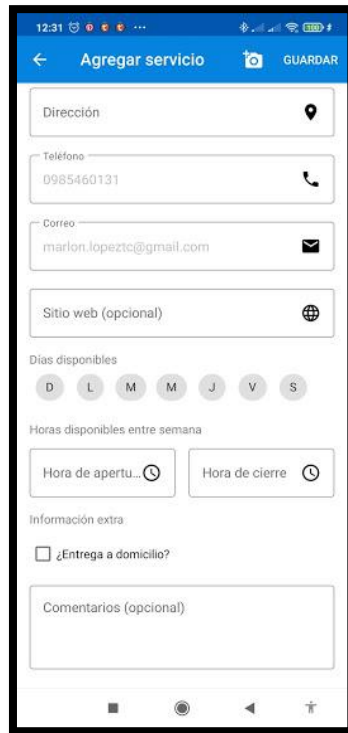 12:31
Agregar servicio
GUARDAR
Dirección
Teléfono
0985460131
Correo
marlon.lopeztc@gmail.com
Sitio web (opcional)
Días disponibles
D L M M J V S
Horas disponibles entre semana
Hora de apertu... Hora de cierre
Información extra
¿Entrega a domicilio?
Comentarios (opcional)